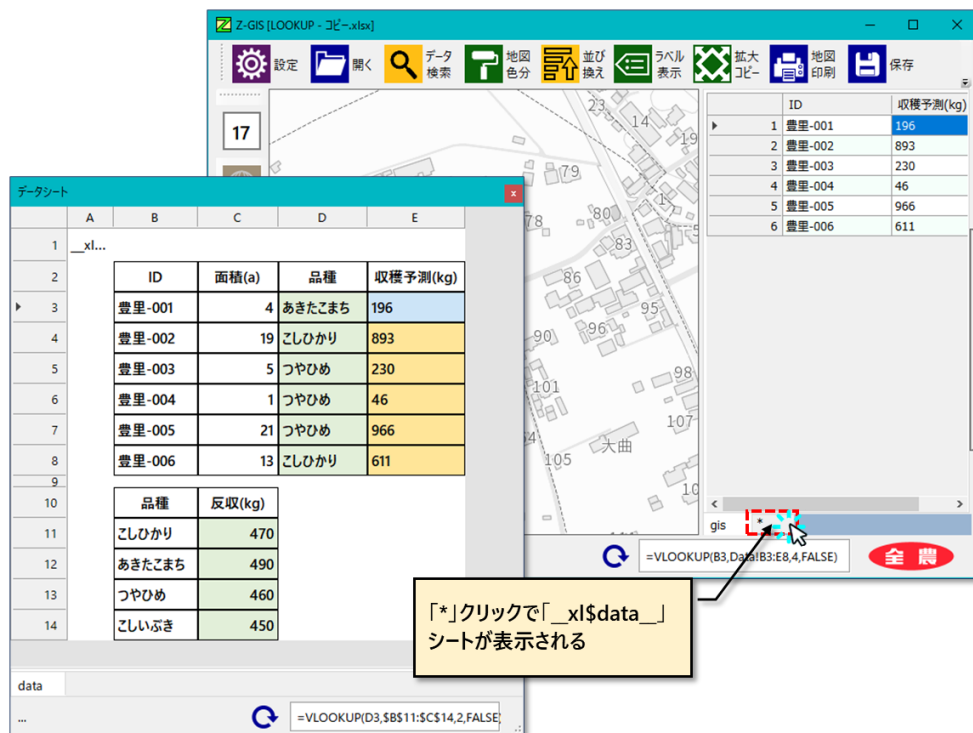 Z-GIS [LOOKUP - コピー.xlsx]
設定
開く
データ
検索
地図
色分
並び
換え
ラベル
表示
拡大
コピー
地図
印刷
保存
17
23
14
19
79
78
80
1
83
86
95
90
96
98
101
107
大曲
105
10
ID 収穫予測(kg)
1 豊里-001 196
2 豊里-002 893
3 豊里-003 230
4 豊里-004 46
5 豊里-005 966
6 豊里-006 611
gis *
=VLOOKUP(B3,Data!B3:E8,4,FALSE)
全農
データシート
A B C D E
1 __xl...
2 ID 面積(a) 品種 収穫予測(kg)
3 豊里-001 4 あきたこまち 196
4 豊里-002 19 こしひかり 893
5 豊里-003 5 つやひめ 230
6 豊里-004 1 つやひめ 46
7 豊里-005 21 つやひめ 966
8 豊里-006 13 こしひかり 611
9
10 品種 反収(kg)
11 こしひかり 470
12 あきたこまち 490
13 つやひめ 460
14 こしいぶき 450
data
...
=VLOOKUP(D3,$B$11:$C$14,2,FALSE)
「*」クリックで「__xl$data__」
シートが表示される